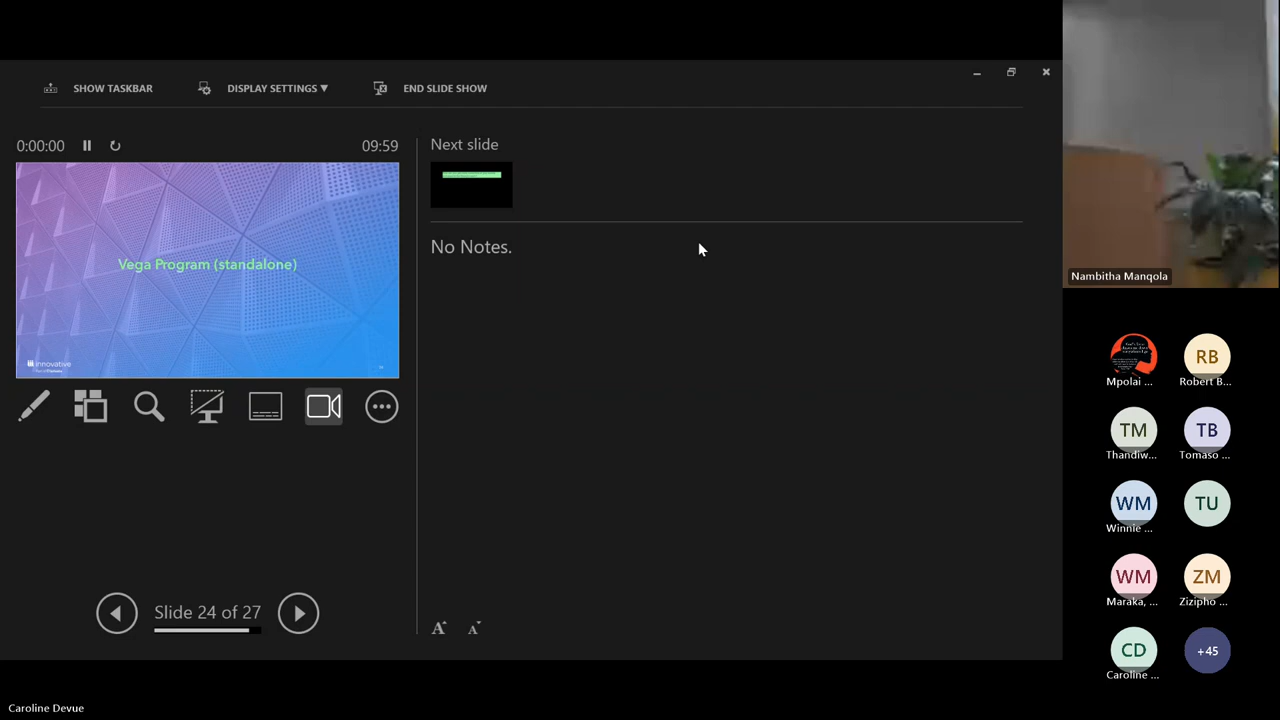 SHOW TASKBAR
DISPLAY SETTINGS ▼
END SLIDE SHOW
0:00:00
09:59
Next slide
Vega Program (standalone)
innovative
No Notes.
Slide 24 of 27
Nambitha Manqola
Mpolai ...
RB
Robert B...
TM
Thandiw...
TB
Tomaso ...
WM
Winnie ...
TU
WM
Maraka, ...
ZM
Zizipho ...
CD
Caroline ...
+45
Caroline Devue